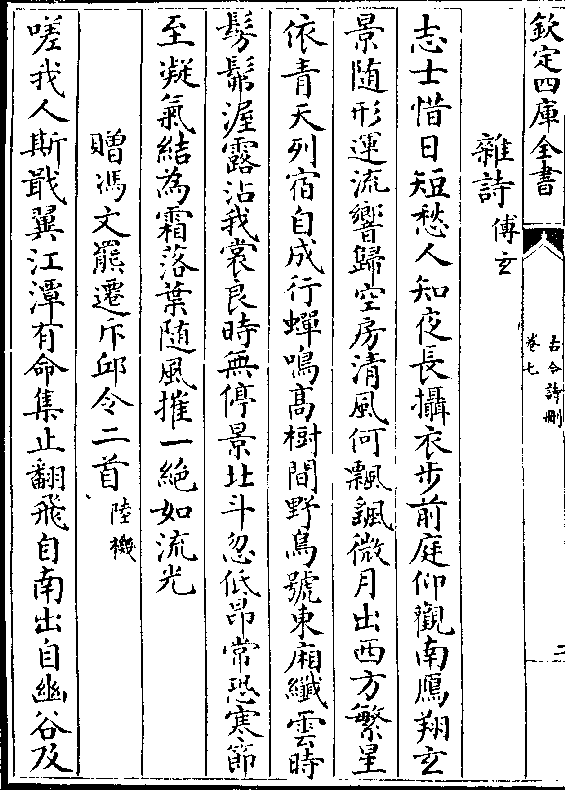 欽定四庫全書
古今詩刪
卷七
二
雜詩 傅玄
志士惜日短愁人知夜長攝衣步前庭仰觀南鴈翔玄
景随形運流響歸空房清風何飄颻微月出西方繁星
依青天列宿自成行蟬鳴髙樹間野鳥號東廂纎雲時
髣髴渥露沾我裳良時無停景北斗忽低昂常恐寒節
至凝氣結為霜落葉随風摧一絶如流光
贈馮文羆遷斥邱令二首 陸機
嗟我人斯戢翼江潭有命集止翻飛自南出自幽谷及